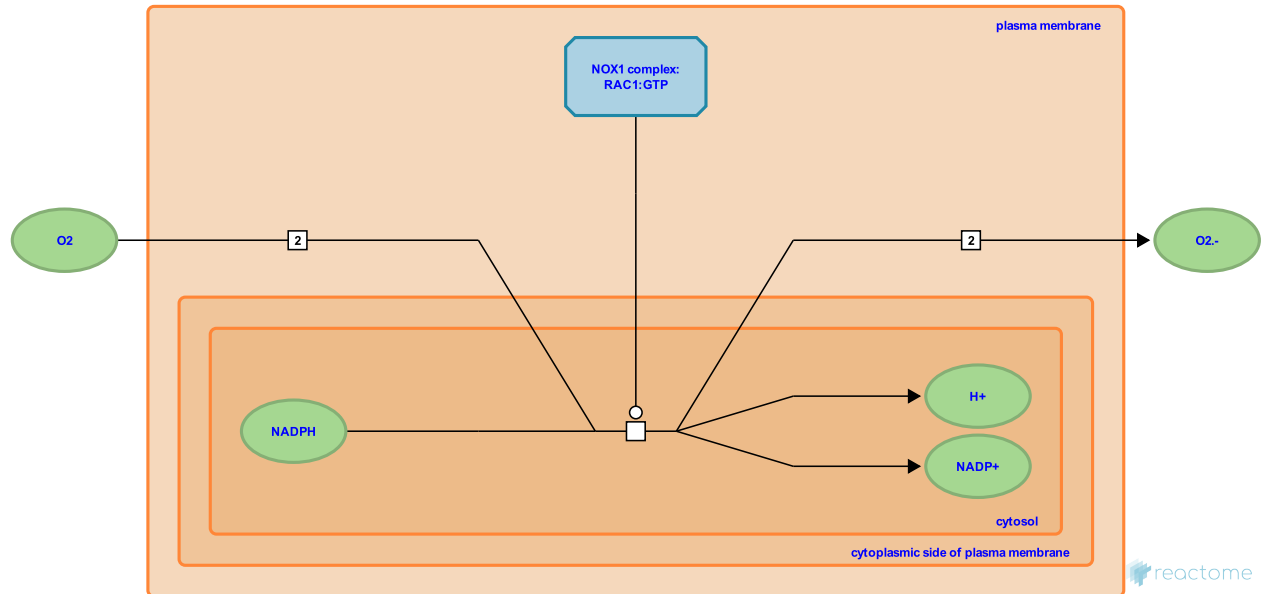 plasma membrane
NOX1 complex:
RAC1:GTP
O2
2
2
O2.-
NADPH
H+
NADP+
cytosol
cytoplasmic side of plasma membrane
reactome